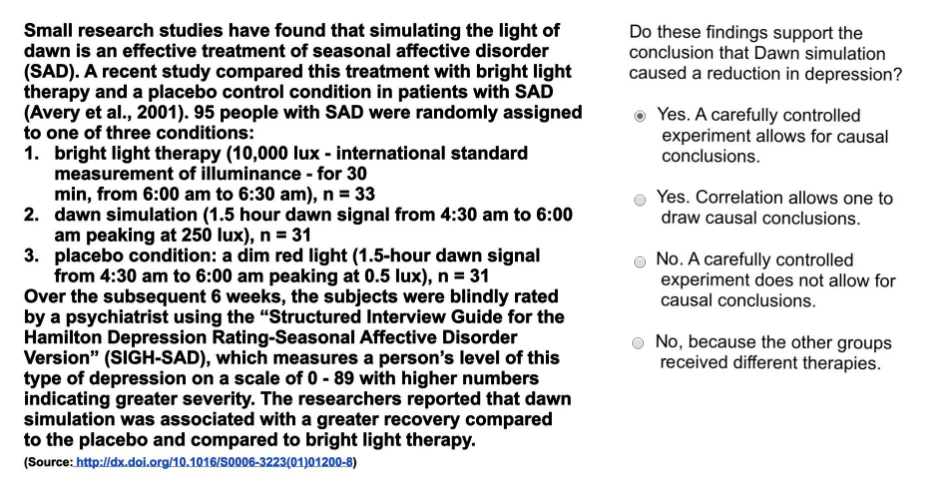 Small research studies have found that simulating the light of
dawn is an effective treatment of seasonal affective disorder
(SAD). A recent study compared this treatment with bright light
therapy and a placebo control condition in patients with SAD
(Avery et al., 2001). 95 people with SAD were randomly assigned
to one of three conditions:
1. bright light therapy (10,000 lux - international standard
measurement of illuminance - for 30
min, from 6:00 am to 6:30 am), n = 33
2. dawn simulation (1.5 hour dawn signal from 4:30 am to 6:00
am peaking at 250 lux), n = 31
3. placebo condition: a dim red light (1.5-hour dawn signal
from 4:30 am to 6:00 am peaking at 0.5 lux), n = 31
Over the subsequent 6 weeks, the subjects were blindly rated
by a psychiatrist using the “Structured Interview Guide for the
Hamilton Depression Rating-Seasonal Affective Disorder
Version” (SIGH-SAD), which measures a person’s level of this
type of depression on a scale of 0 - 89 with higher numbers
indicating greater severity. The researchers reported that dawn
simulation was associated with a greater recovery compared
to the placebo and compared to bright light therapy.
(Source: http://dx.doi.org/10.1016/S0006-3223(01)01200-8)
Do these findings support the
conclusion that Dawn simulation
caused a reduction in depression?
Yes. A carefully controlled
experiment allows for causal
conclusions.
Yes. Correlation allows one to
draw causal conclusions.
No. A carefully controlled
experiment does not allow for
causal conclusions.
No, because the other groups
received different therapies.